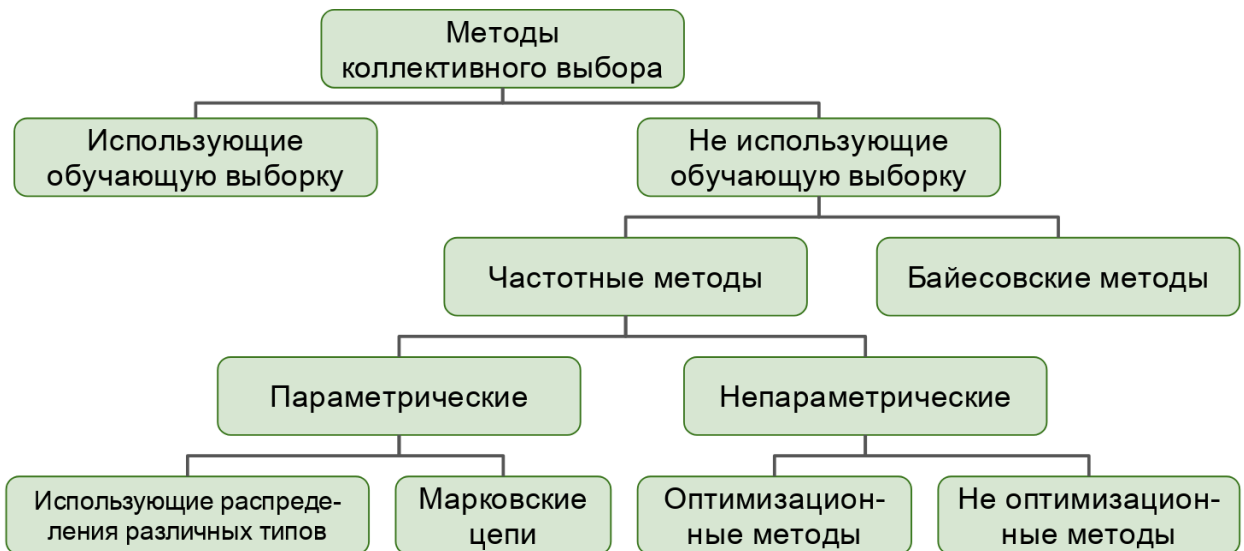 Методы
коллективного выбора
Использующие
обучающую выборку
Не использующие
обучающую выборку
Частотные методы
Байесовские методы
Параметрические
Непараметрические
Использующие распреде-
ления различных типов
Марковские
цепи
Оптимизацион-
ные методы
Не оптимизацион-
ные методы